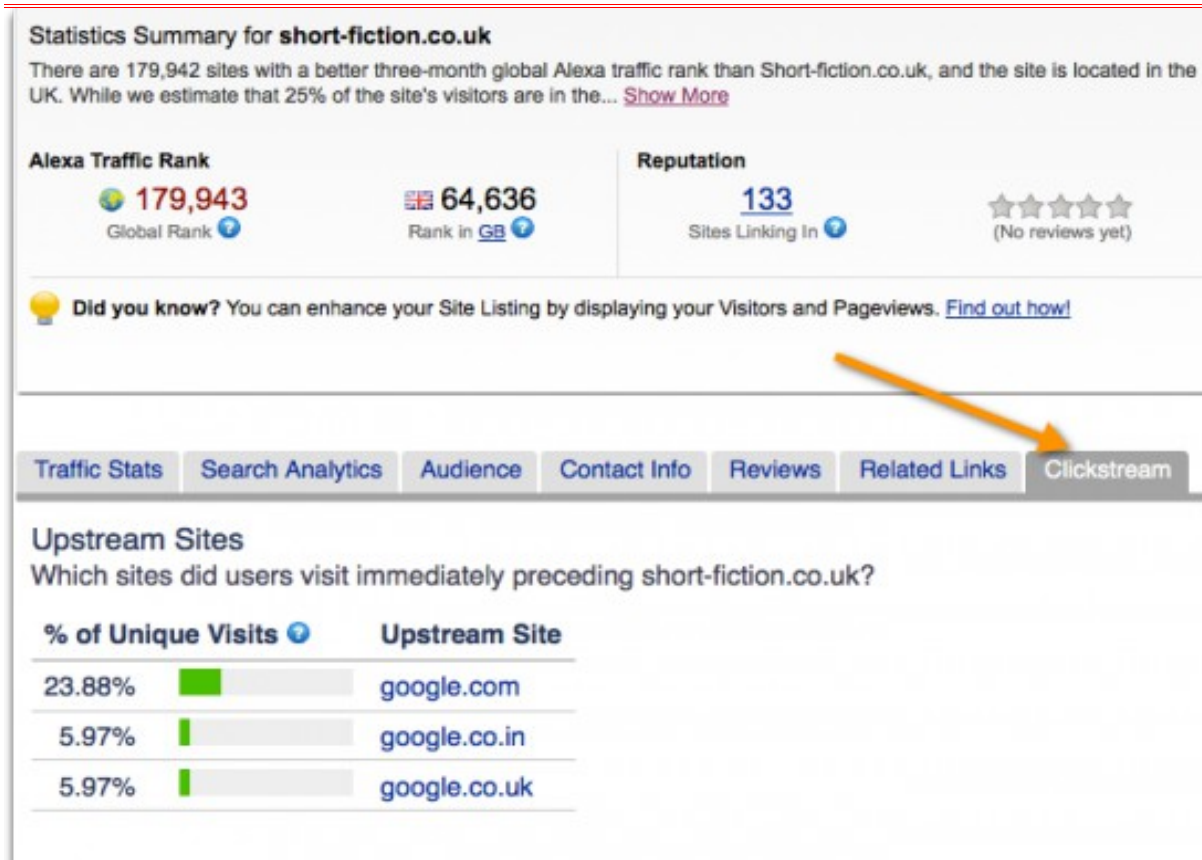 Statistics Summary for short-fiction.co.uk
There are 179,942 sites with a better three-month global Alexa traffic rank than Short-fiction.co.uk, and the site is located in the
UK. While we estimate that 25% of the site's visitors are in the... Show More
Alexa Traffic Rank
Reputation
179,943
64,636
133
Global Rank ?
Rank in GB ?
Sites Linking In ?
(No reviews yet)
Did you know? You can enhance your Site Listing by displaying your Visitors and Pageviews. Find out how!
Traffic Stats Search Analytics Audience Contact Info Reviews Related Links Clickstream
Upstream Sites
Which sites did users visit immediately preceding short-fiction.co.uk?
% of Unique Visits ? Upstream Site
23.88% google.com
5.97% google.co.in
5.97% google.co.uk